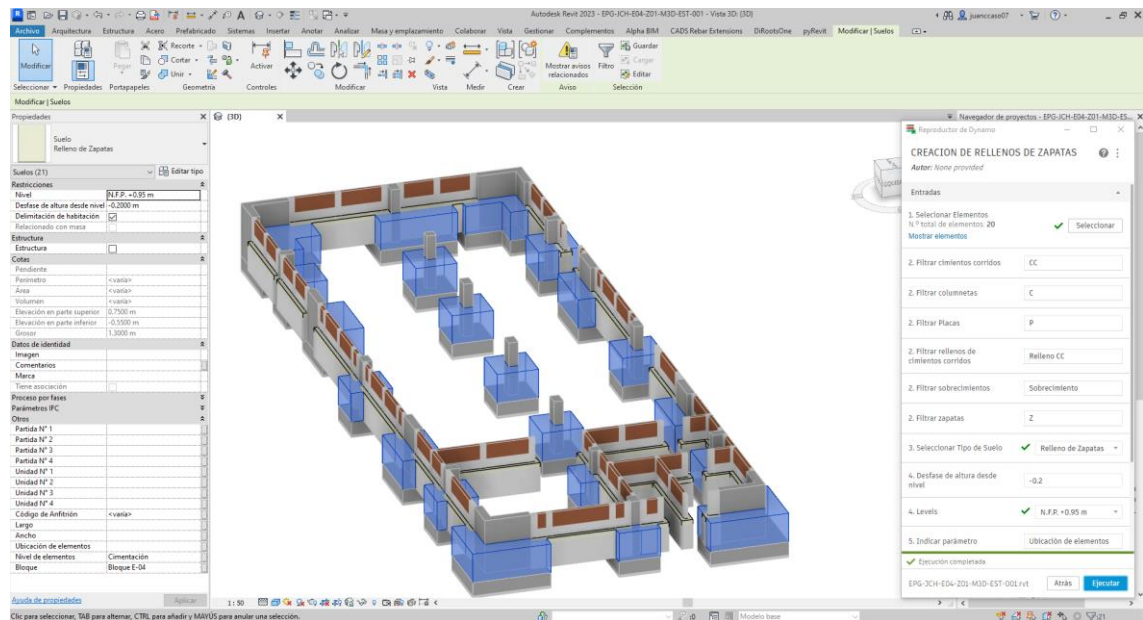 Autodesk Revit 2023 - EPG-JCH-E04-Z01-M3D-EST-001 - Vista 3D: {3D}
juenccaso07
Archivo Arquitectura Estructura Acero Prefabricado Sistemas Insertar Anotar Analizar Masa y emplazamiento Colaborar Vista Gestionar Complementos Alpha BIM CADS Rebar Extensions DiRootsOne pyRevit Modificar | Suelos
Modificar
Pegar
Recorte
Cortar
Unir
Activar
Mostrar avisos relacionados
Filtro
Guardar
Cargar
Editar
Seleccionar Propiedades Portapapeles Geometría Controles Modificar Vista Medir Crear Aviso Selección
Modificar | Suelos
Propiedades
{3D}
Navegador de proyectos - EPG-JCH-E04-Z01-M3D-ES...
Suelo
Relleno de Zapatas
Suelos (21)
Editar tipo
Restricciones
Nivel N.F.P. +0.95 m
Desfase de altura desde nivel -0.2000 m
Delimitación de habitación
Relacionado con masa
Estructura
Estructura
Cotas
Pendiente
Perímetro <varía>
Área <varía>
Volumen <varía>
Elevación en parte superior 0.7500 m
Elevación en parte inferior -0.5500 m
Grosor 1.3000 m
Datos de identidad
Imagen
Comentarios
Marca
Tiene asociación
Proceso por fases
Parámetros IFC
Otros
Partida N° 1
Partida N° 2
Partida N° 3
Partida N° 4
Unidad N° 1
Unidad N° 2
Unidad N° 3
Unidad N° 4
Código de Anfitrión <varía>
Largo
Ancho
Ubicación de elementos
Nivel de elementos Cimentación
Bloque Bloque E-04
Ayuda de propiedades
Aplicar
Reproductor de Dynamo
CREACION DE RELLENOS DE ZAPATAS
Autor: None provided
Entradas
1. Selecionar Elementos
N.º total de elementos 20
Seleccionar
Mostrar elementos
2. Filtrar cimientos corridos CC
2. Filtrar columnetas C
2. Filtrar Placas P
2. Filtrar rellenos de cimientos corridos Relleno CC
2. Filtrar sobrecimientos Sobrecimiento
2. Filtrar zapatas Z
3. Seleccionar Tipo de Suelo Relleno de Zapatas
4. Desfase de altura desde nivel -0.2
4. Levels N.F.P. +0.95 m
5. Indicar parámetro Ubicación de elementos
Ejecución completada
EPG-JCH-E04-Z01-M3D-EST-001.rvt
Atrás
Ejecutar
1 : 50
Clic para seleccionar, TAB para alternar, CTRL para añadir y MAYÚS para anular una selección.
:0
Modelo base
:21